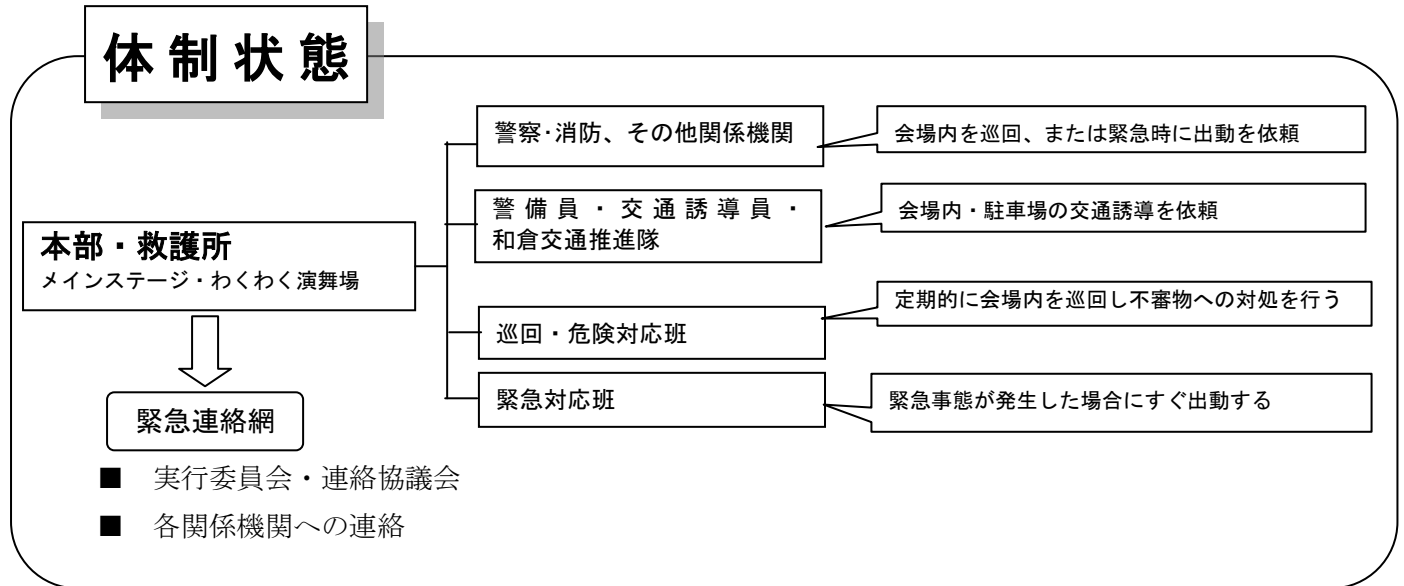 体制状態
警察・消防、その他関係機関
会場内を巡回、または緊急時に出動を依頼
警備員・交通誘導員・
和倉交通推進隊
会場内・駐車場の交通誘導を依頼
本部・救護所
メインステージ・わくわく演舞場
巡回・危険対応班
定期的に会場内を巡回し不審物への対処を行う
緊急対応班
緊急事態が発生した場合にすぐ出動する
緊急連絡網
■ 実行委員会・連絡協議会
■ 各関係機関への連絡